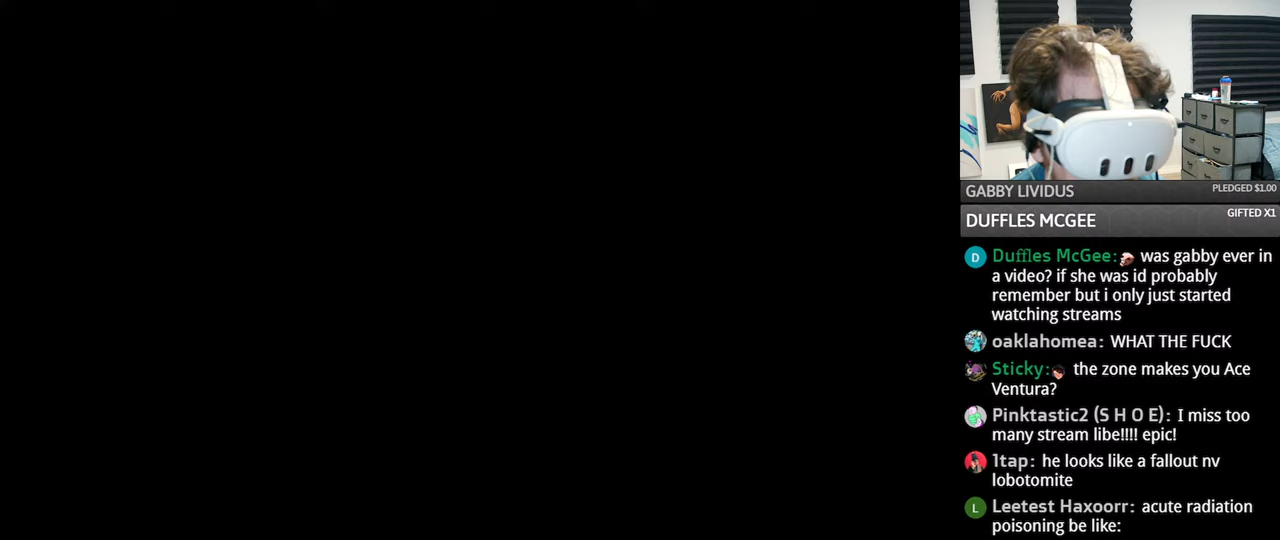 GABBY LIVIDUS
PLEDGED $1.00
DUFFLES MCGEE
GIFTED X1
D Duffles McGee: was gabby ever in
a video? if she was id probably
remember but i only just started
watching streams
oaklahomea: WHAT THE FUCK
Sticky: the zone makes you Ace
Ventura?
Pinktastic2 (S H O E): I miss too
many stream libe!!!! epic!
1tap: he looks like a fallout nv
lobotomite
L Leetest Haxoorr: acute radiation
poisoning be like: